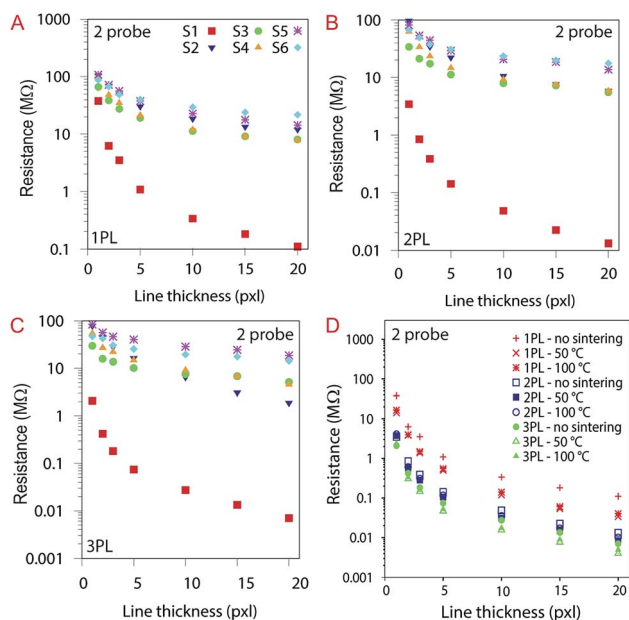 A
2 probe
S1 S3 S5
S2 S4 S6
Resistance (MΩ)
1000
100
10
1
0.1
1PL
0 5 10 15 20
Line thickness (pxl)
B
2 probe
Resistance (MΩ)
100
10
1
0.1
0.01
2PL
0 5 10 15 20
Line thickness (pxl)
C
2 probe
Resistance (MΩ)
100
10
1
0.1
0.01
0.001
3PL
0 5 10 15 20
Line thickness (pxl)
D
2 probe
Resistance (MΩ)
1000
100
10
1
0.1
0.01
0.001
1PL - no sintering
1PL - 50 °C
1PL - 100 °C
2PL - no sintering
2PL - 50 °C
2PL - 100 °C
3PL - no sintering
3PL - 50 °C
3PL - 100 °C
0 5 10 15 20
Line thickness (pxl)